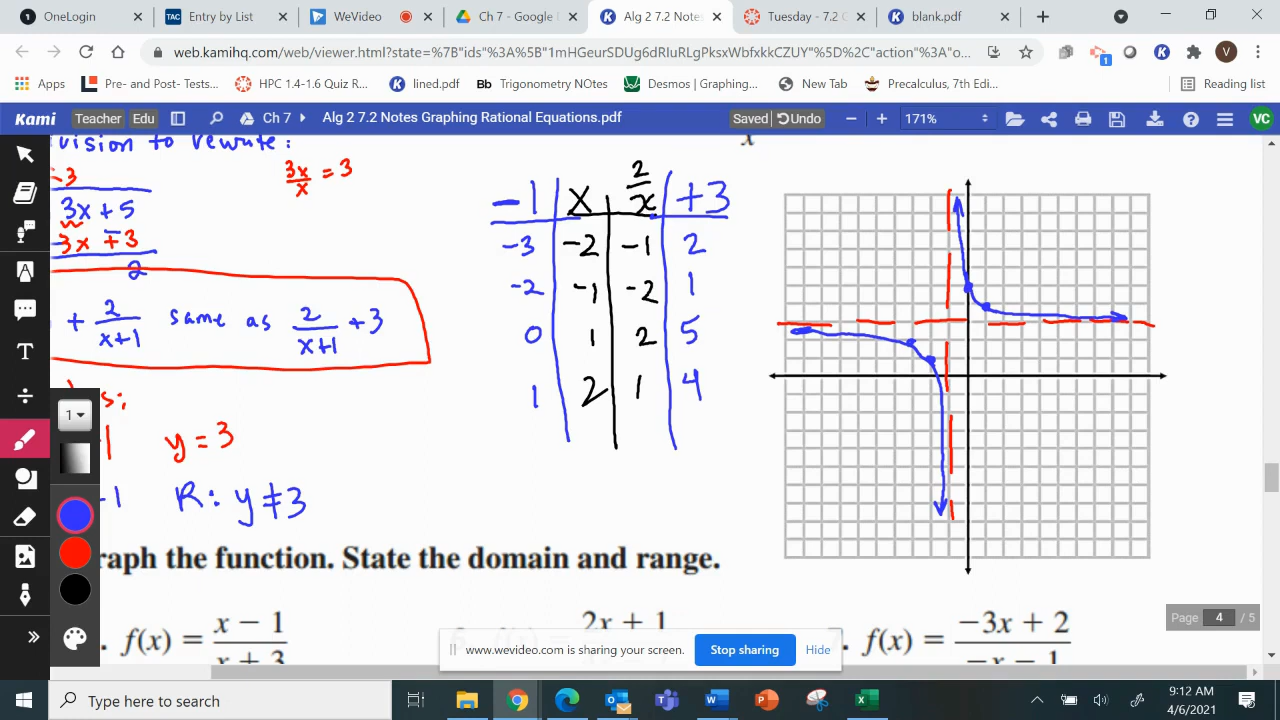 OneLogin
Entry by List
WeVideo
Ch 7 - Google
Alg 2 7.2 Notes
Tuesday - 7.2
blank.pdf
web.kamihq.com/web/viewer.html?state=%7B"ids"%3A%5B"1mHGeurSDUg6dRIuRLgPksxWbfxkkCZUY"%5D%2C"action"%3A"o...
V
Apps
Pre- and Post- Tests...
HPC 1.4-1.6 Quiz R...
lined.pdf
Bb Trigonometry NOtes
Desmos | Graphing...
New Tab
Precalculus, 7th Edi...
Reading list
Kami Teacher Edu Ch 7 Alg 2 7.2 Notes Graphing Rational Equations.pdf Saved Undo 171% VC
vision to rewrite:
3x/x = 3
3x + 5
2
+ 2/(x+1) same as 2/(x+1) + 3
-1 | x | 2/x | +3
-3 | -2 | -1 | 2
-2 | -1 | -2 | 1
0 | 1 | 2 | 5
1 | 2 | 1 | 4
y = 3
-1 R: y ≠ 3
raph the function. State the domain and range.
f(x) = (x − 1)/(x + 3)
2x + 1
7. f(x) = (−3x + 2)/(−x − 1)
www.wevideo.com is sharing your screen. Stop sharing Hide
Page 4 / 5
Type here to search
9:12 AM
4/6/2021